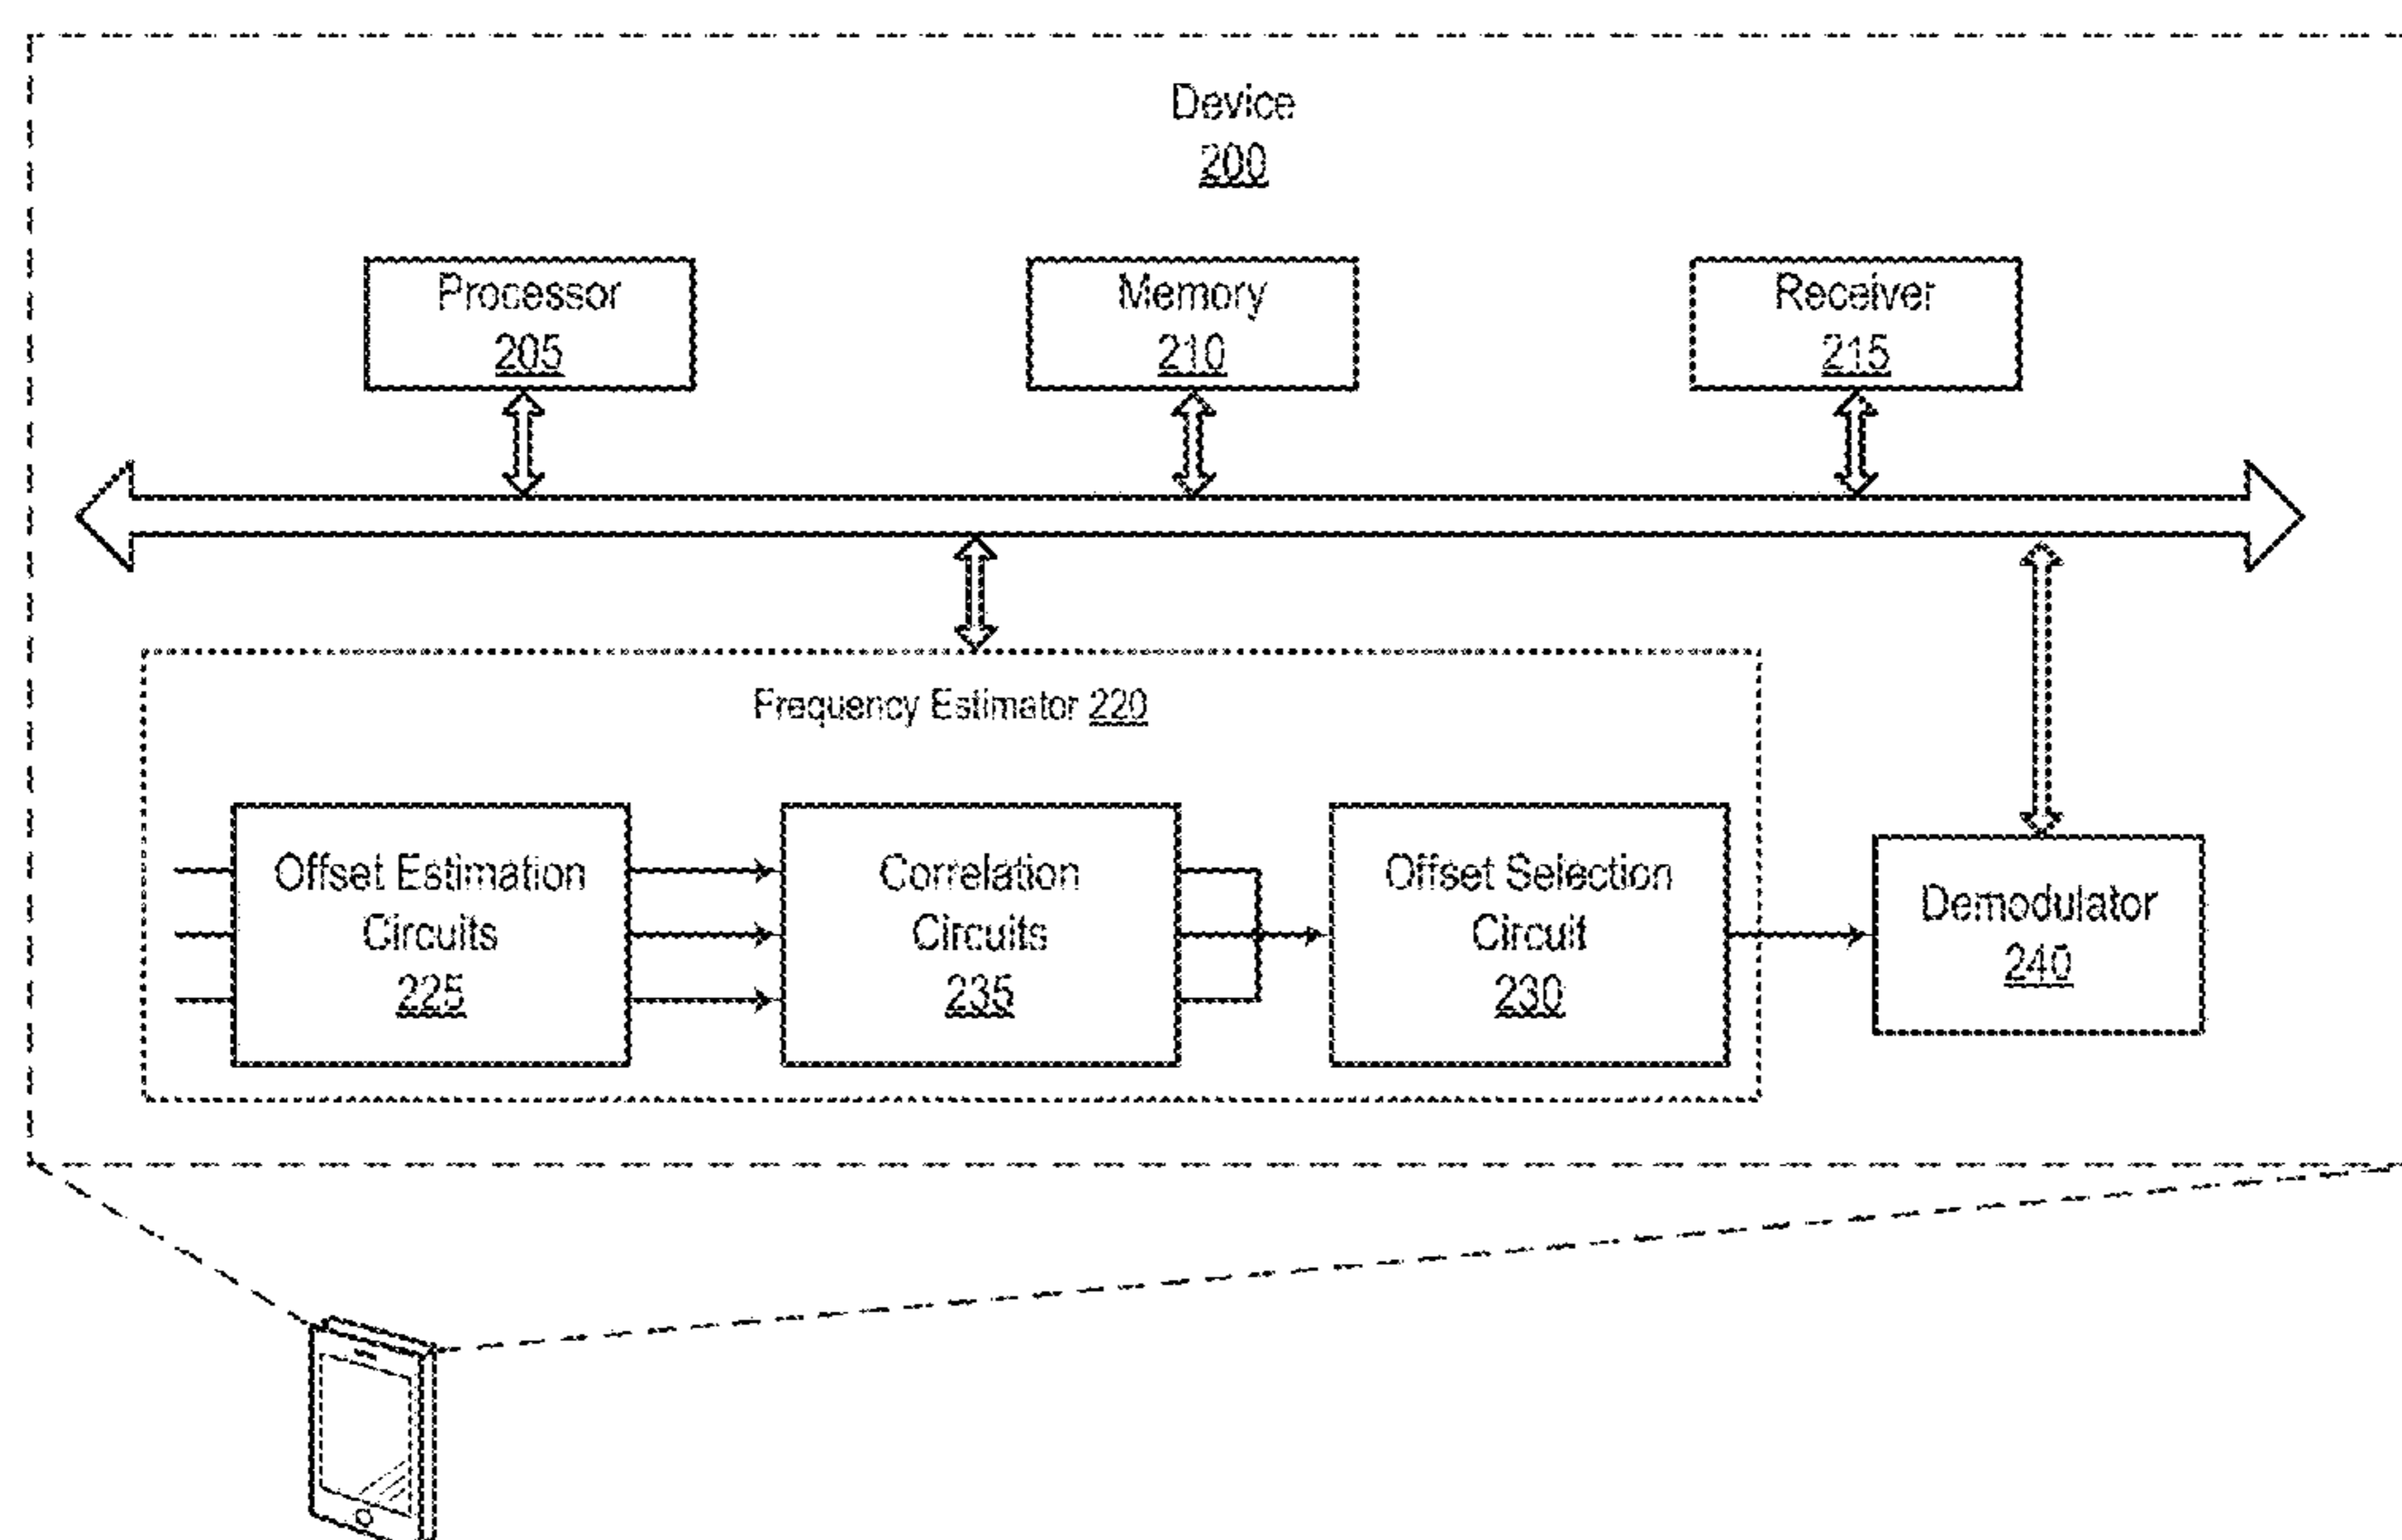 Device
200
Processor
205
Memory
210
Receiver
215
Frequency Estimator 220
Offset Estimation
Circuits
225
Correlation
Circuits
235
Offset Selection
Circuit
230
Demodulator
240